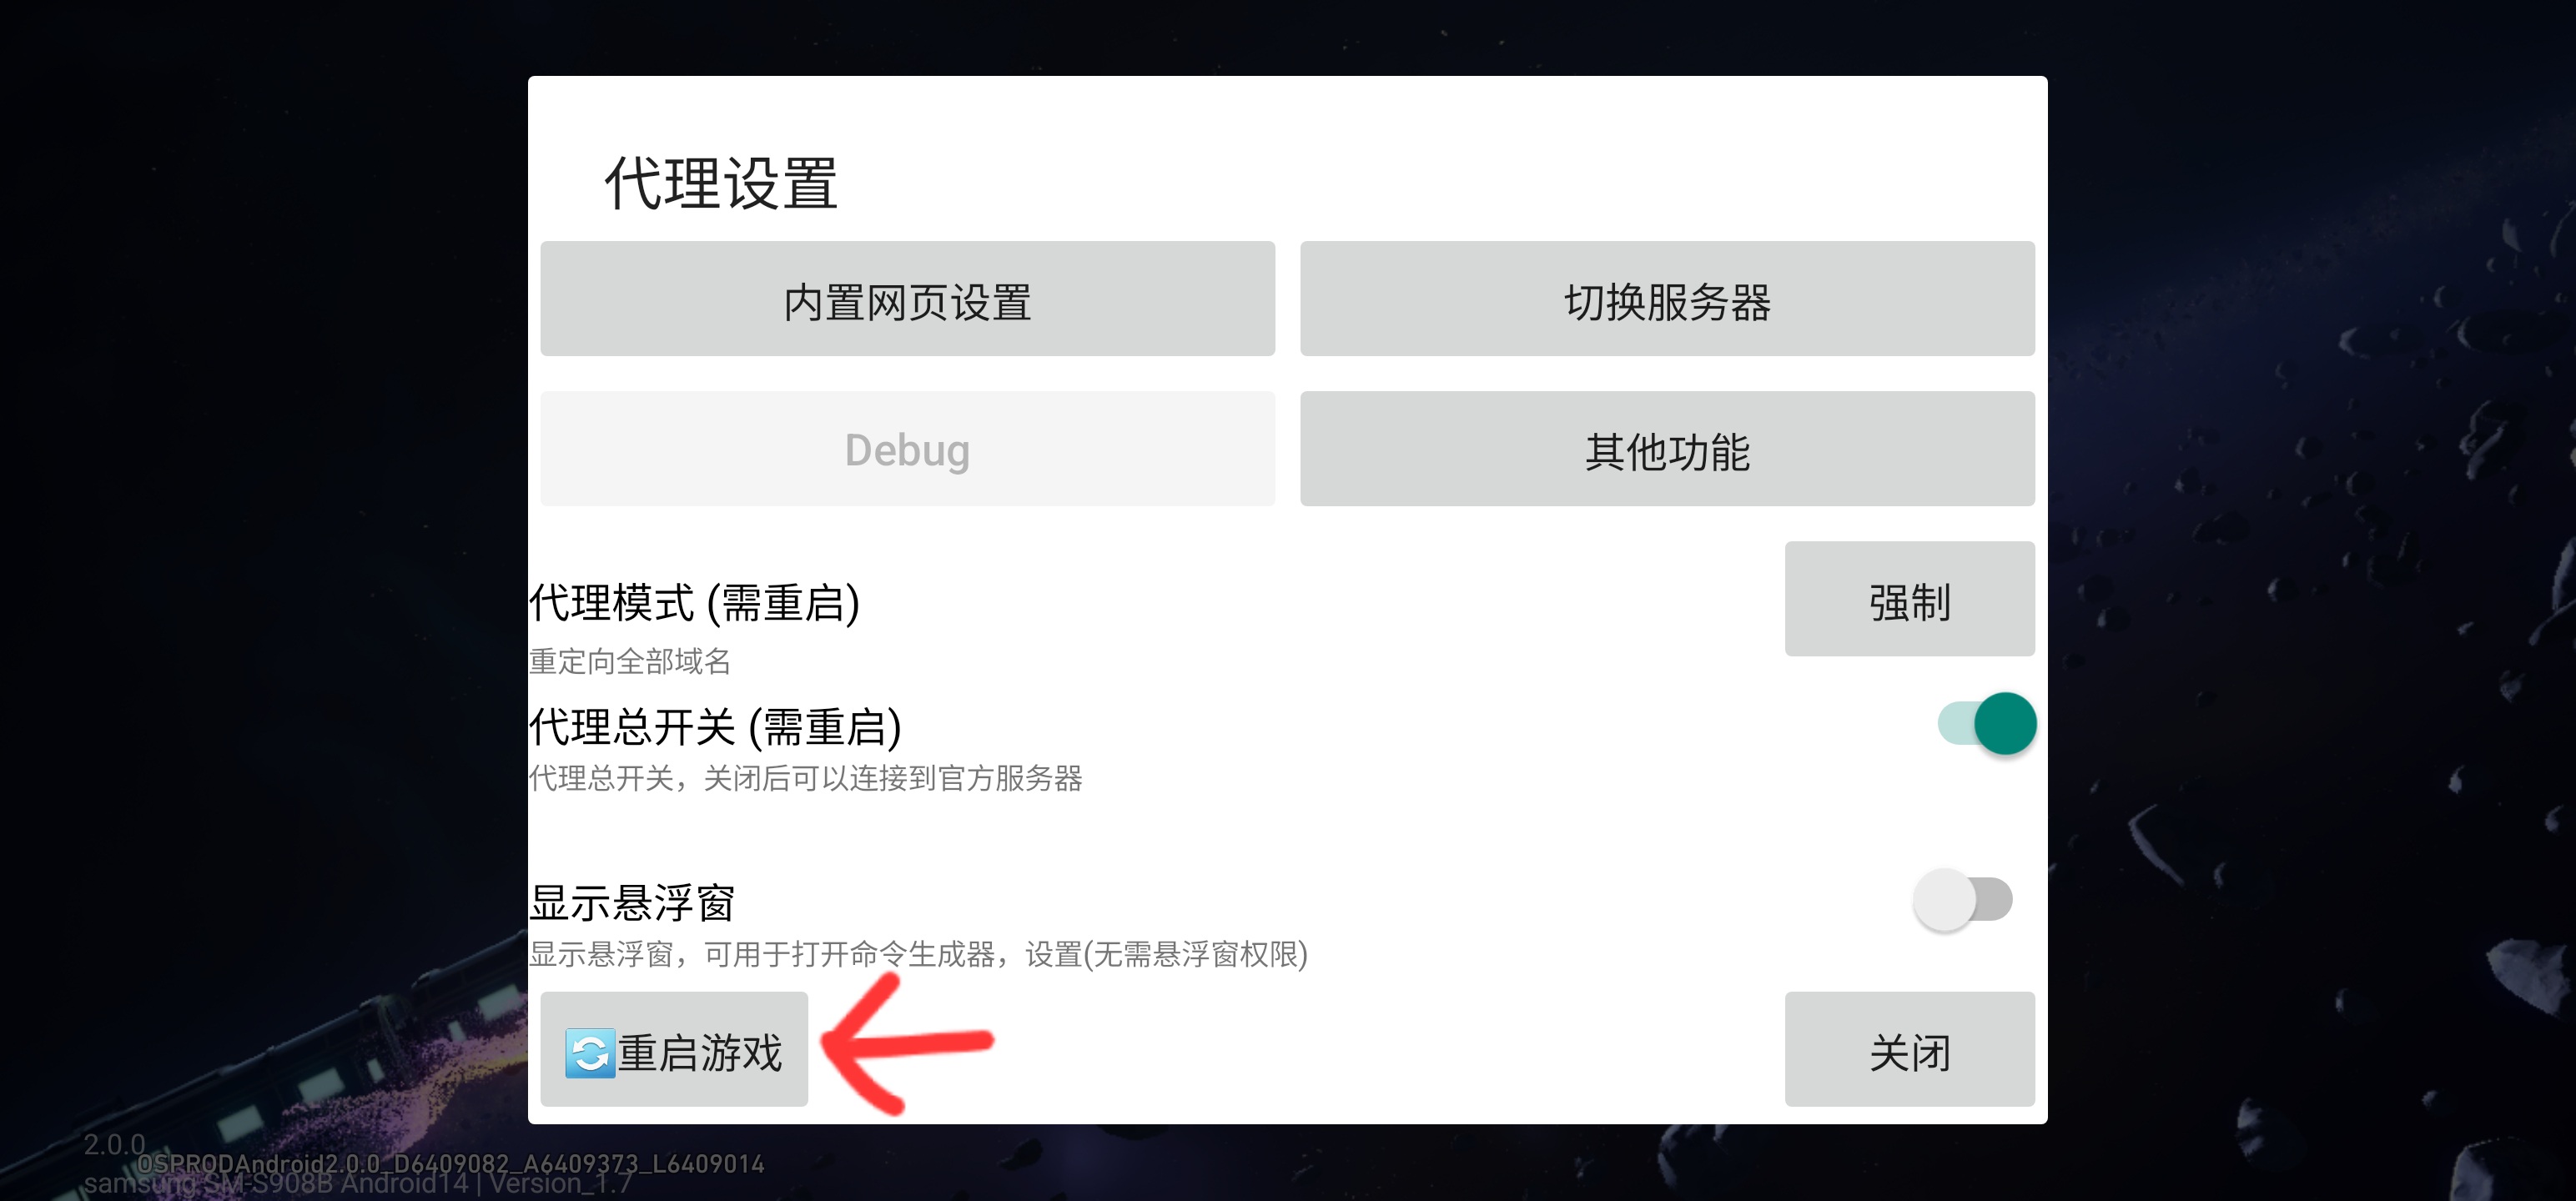 代理设置
内置网页设置
切换服务器
Debug
其他功能
代理模式 (需重启)
强制
重定向全部域名
代理总开关 (需重启)
代理总开关，关闭后可以连接到官方服务器
显示悬浮窗
显示悬浮窗，可用于打开命令生成器，设置(无需悬浮窗权限)
🔄重启游戏
关闭
2.0.0
OSPRODAndroid2.0.0_D6409082_A6409373_L6409014
samsung SM-S908B Android14 | Version_1.7